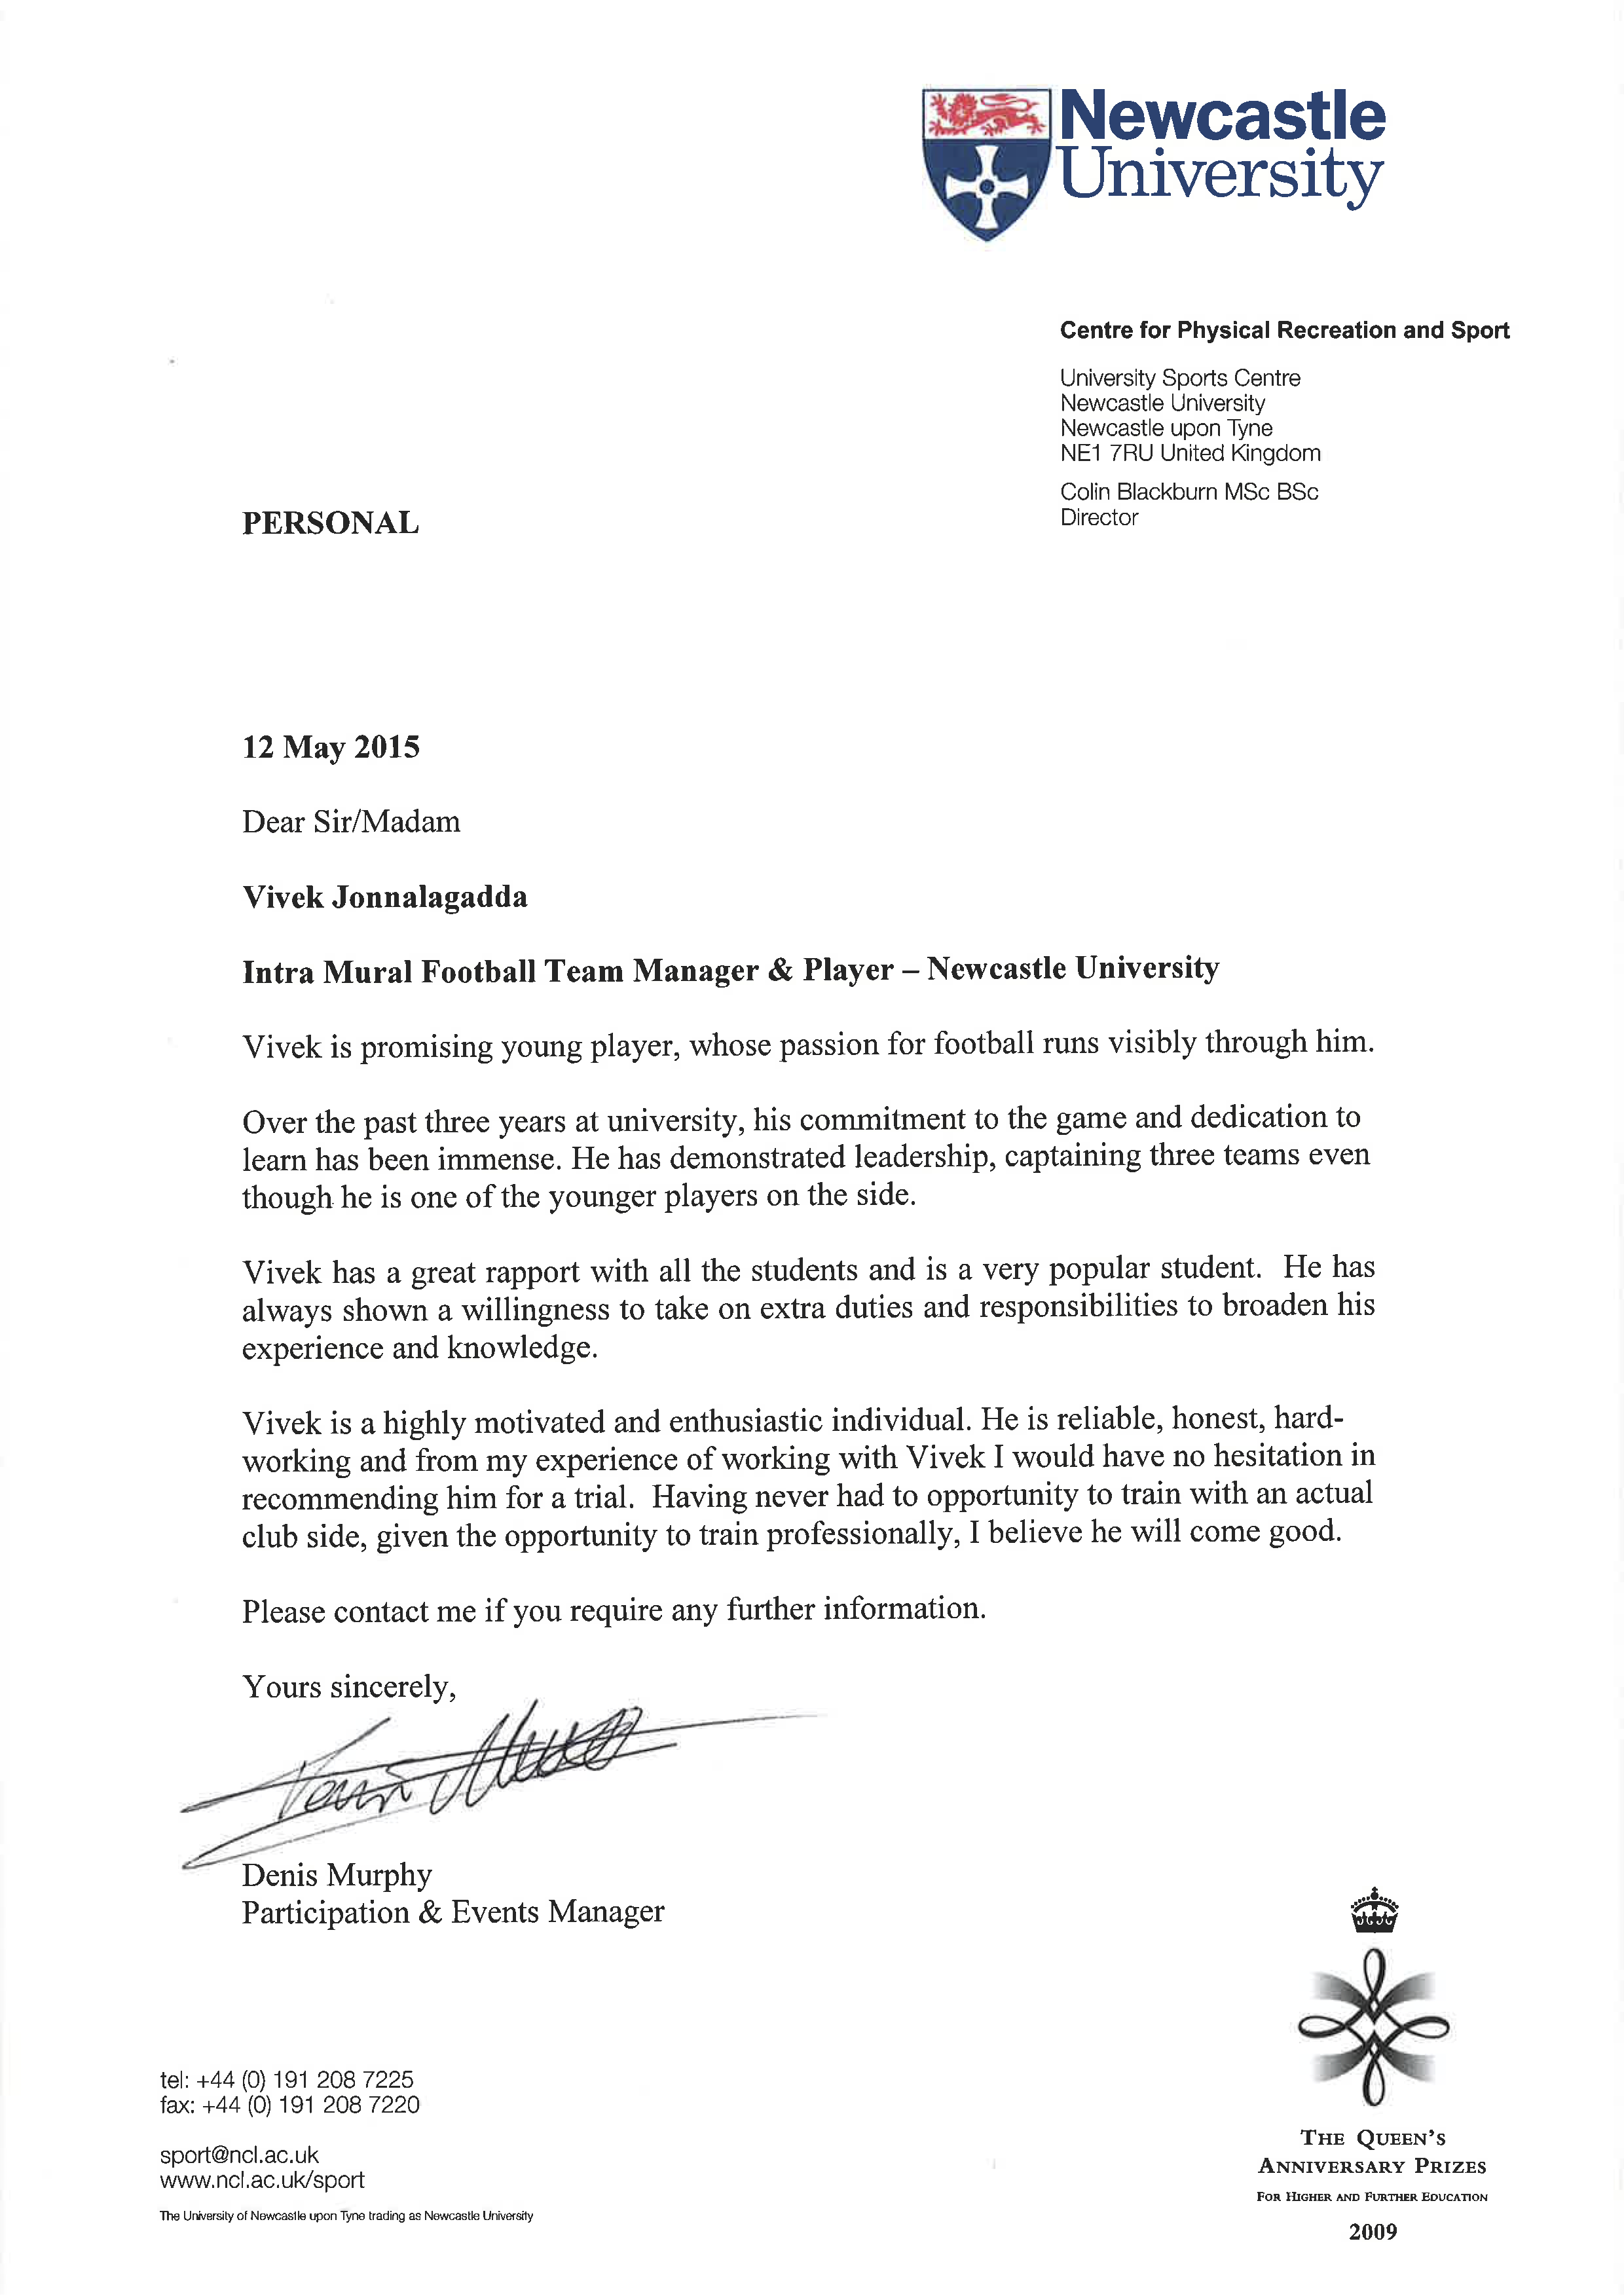 Newcastle
University
Centre for Physical Recreation and Sport
University Sports Centre
Newcastle University
Newcastle upon Tyne
NE1 7RU United Kingdom
Colin Blackburn MSc BSc
Director
PERSONAL
12 May 2015
Dear Sir/Madam
Vivek Jonnalagadda
Intra Mural Football Team Manager & Player – Newcastle University
Vivek is promising young player, whose passion for football runs visibly through him.
Over the past three years at university, his commitment to the game and dedication to
learn has been immense. He has demonstrated leadership, captaining three teams even
though he is one of the younger players on the side.
Vivek has a great rapport with all the students and is a very popular student. He has
always shown a willingness to take on extra duties and responsibilities to broaden his
experience and knowledge.
Vivek is a highly motivated and enthusiastic individual. He is reliable, honest, hard-
working and from my experience of working with Vivek I would have no hesitation in
recommending him for a trial. Having never had to opportunity to train with an actual
club side, given the opportunity to train professionally, I believe he will come good.
Please contact me if you require any further information.
Yours sincerely,
Denis Murphy
Participation & Events Manager
tel: +44 (0) 191 208 7225
fax: +44 (0) 191 208 7220
sport@ncl.ac.uk
www.ncl.ac.uk/sport
The University of Newcastle upon Tyne trading as Newcastle University
THE QUEEN'S
ANNIVERSARY PRIZES
FOR HIGHER AND FURTHER EDUCATION
2009